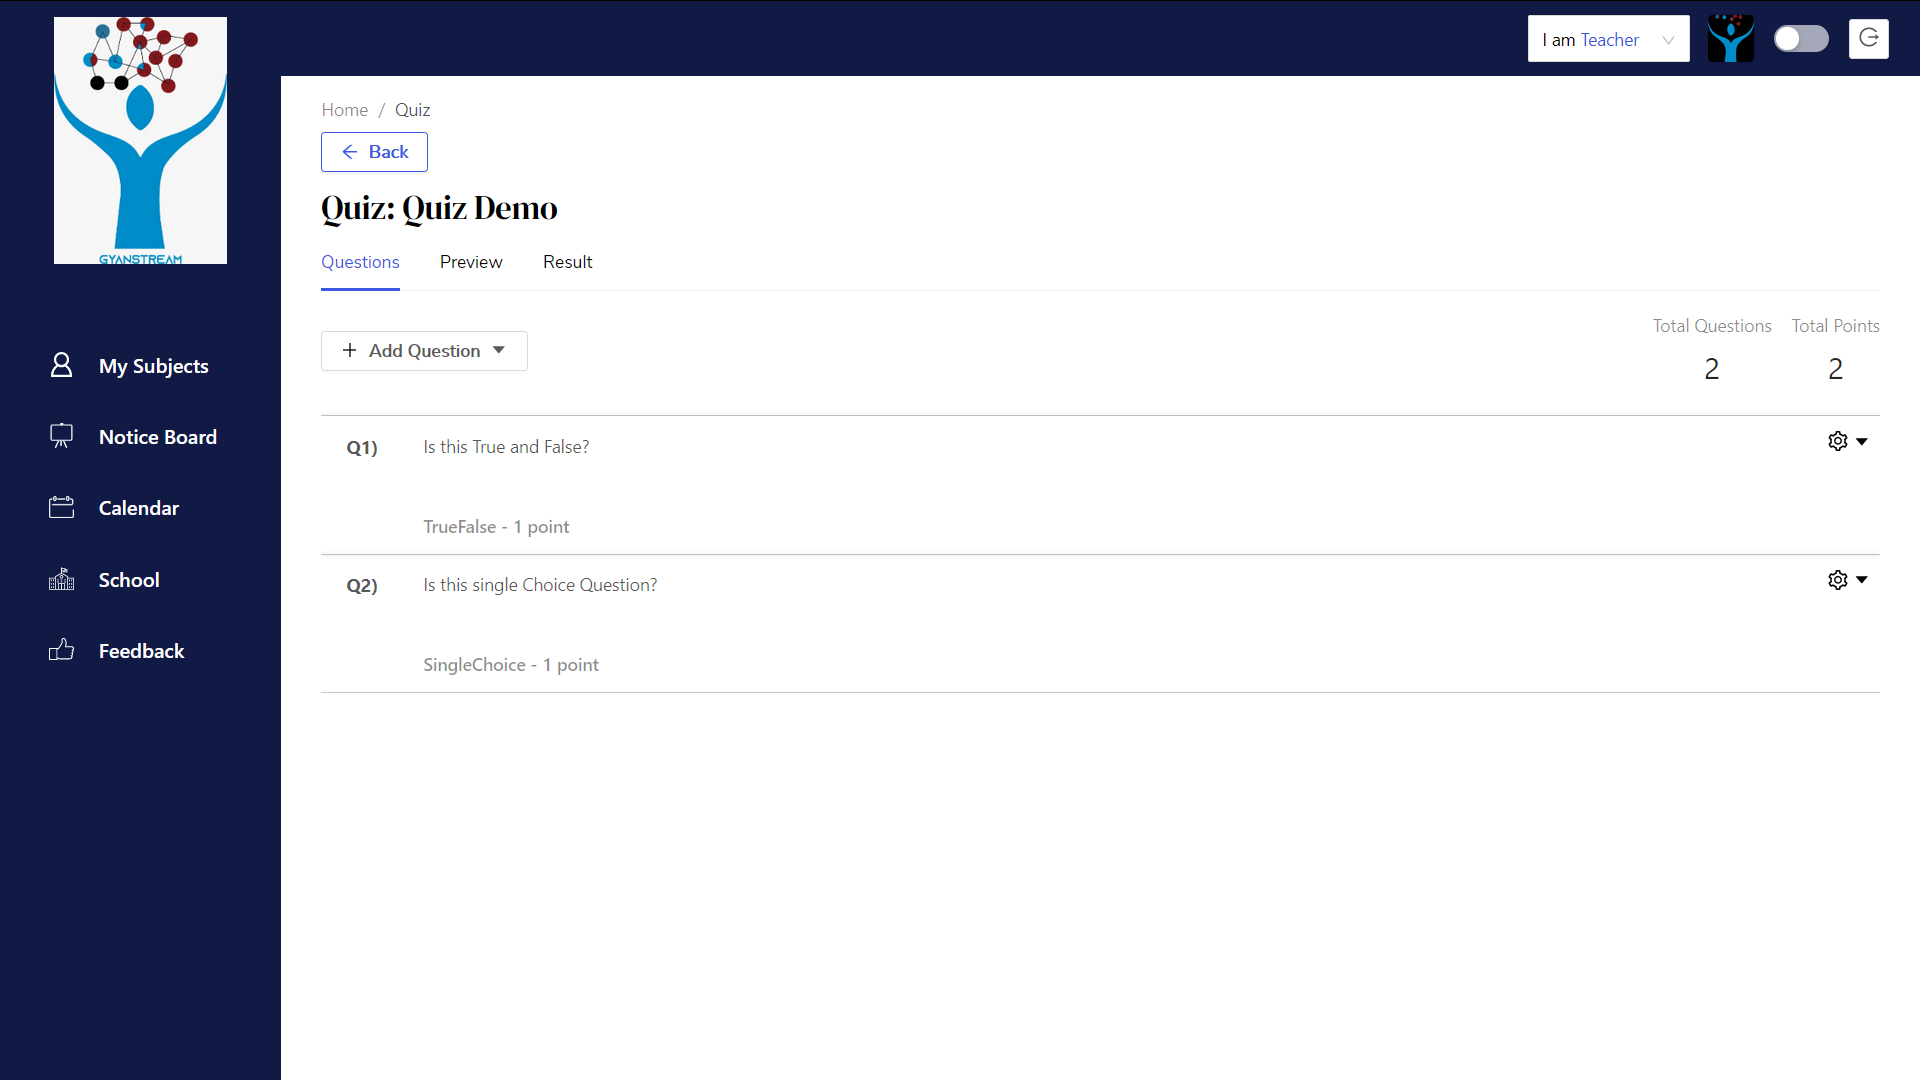 GYANSTREAM
I am Teacher
Home / Quiz
Back
Quiz: Quiz Demo
Questions Preview Result
Add Question
Total Questions Total Points
2 2
Q1) Is this True and False?
TrueFalse - 1 point
Q2) Is this single Choice Question?
SingleChoice - 1 point
My Subjects
Notice Board
Calendar
School
Feedback